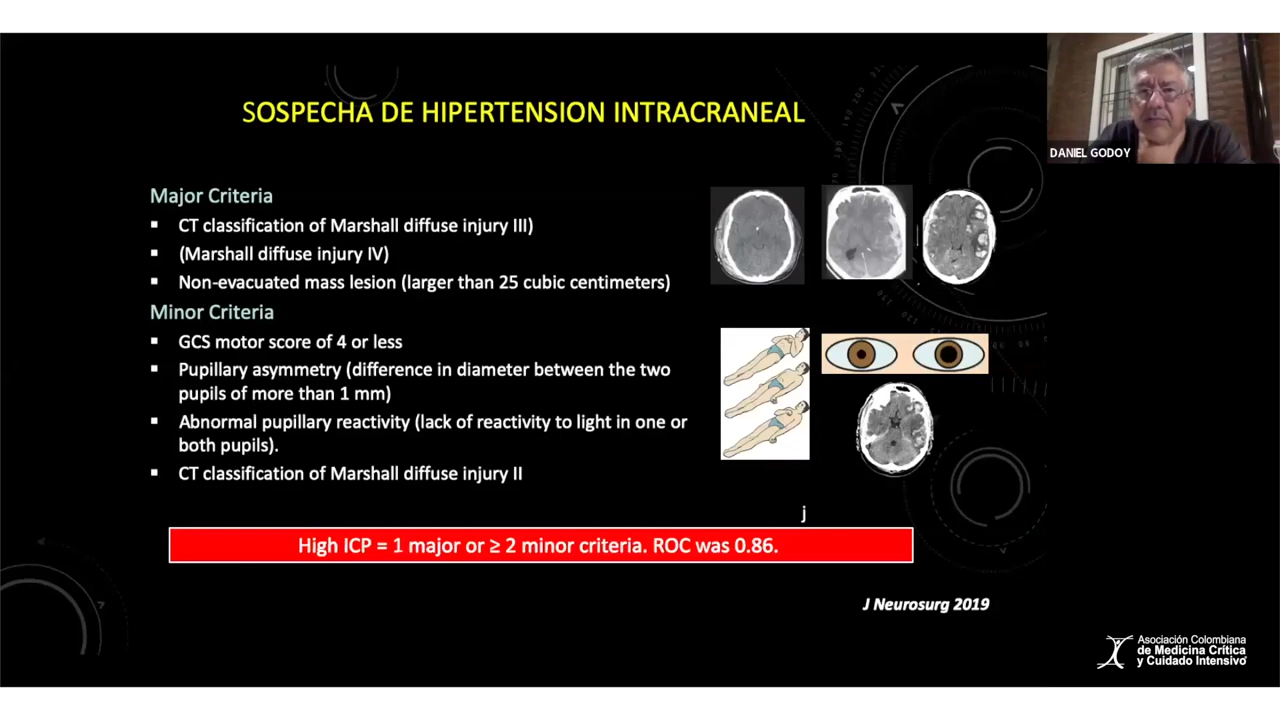 SOSPECHA DE HIPERTENSION INTRACRANEAL
DANIEL GODOY
Major Criteria
▪ CT classification of Marshall diffuse injury III)
▪ (Marshall diffuse injury IV)
▪ Non-evacuated mass lesion (larger than 25 cubic centimeters)
Minor Criteria
▪ GCS motor score of 4 or less
▪ Pupillary asymmetry (difference in diameter between the two
pupils of more than 1 mm)
▪ Abnormal pupillary reactivity (lack of reactivity to light in one or
both pupils).
▪ CT classification of Marshall diffuse injury II
j
High ICP = 1 major or ≥ 2 minor criteria. ROC was 0.86.
J Neurosurg 2019
Asociación Colombiana
de Medicina Crítica
y Cuidado Intensivo